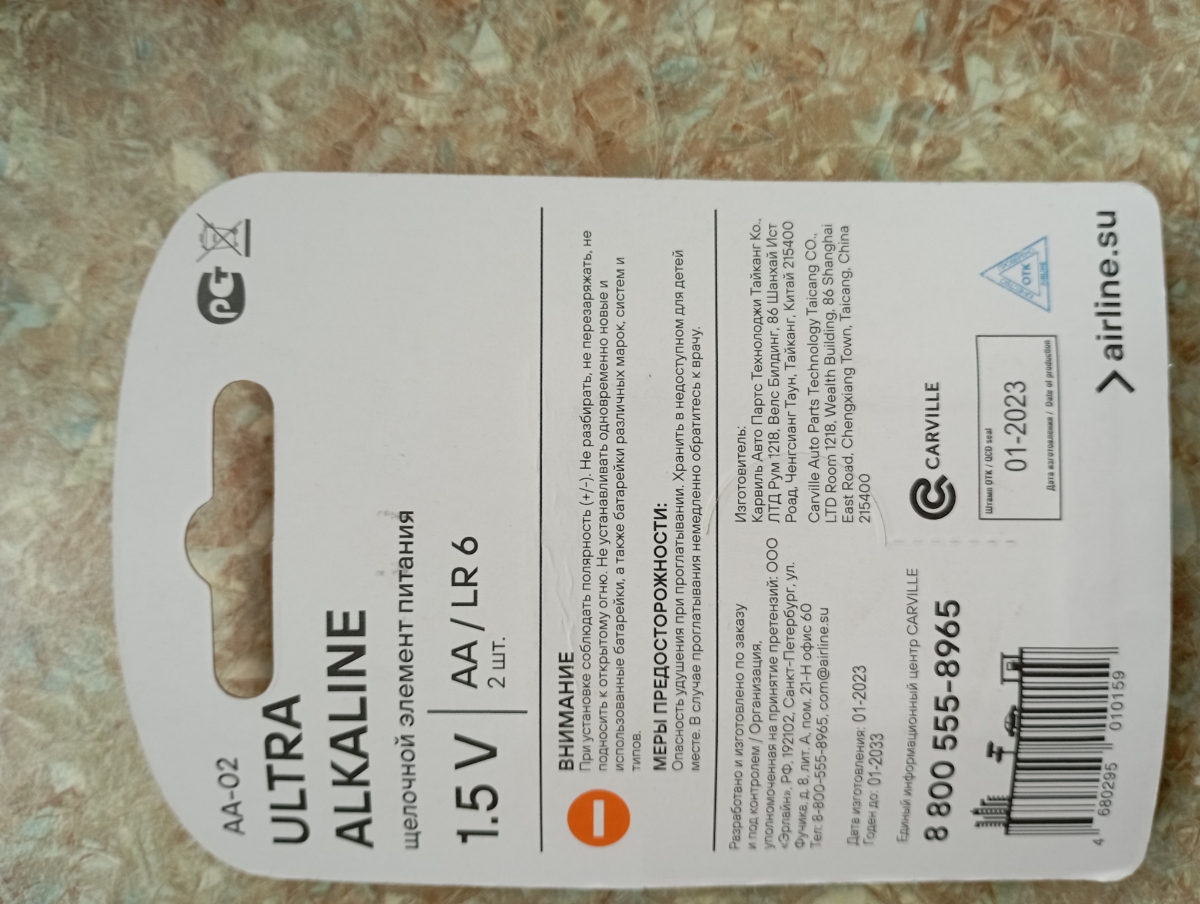 AA-02
ULTRA
ALKALINE
щелочной элемент питания
1.5 V
AA / LR 6
2 шт.
РСТ
ВНИМАНИЕ
При установке соблюдать полярность (+/-). Не разбирать, не перезаряжать, не
подносить к открытому огню. Не устанавливать одновременно новые и
использованные батарейки, а также батарейки различных марок, систем и
типов.
МЕРЫ ПРЕДОСТОРОЖНОСТИ:
Опасность удушения при проглатывании. Хранить в недоступном для детей
месте. В случае проглатывания немедленно обратитесь к врачу.
Разработано и изготовлено по заказу
и под контролем / Организация,
уполномоченная на принятие претензий: ООО
«Эрлайн», РФ, 192102, Санкт-Петербург, ул.
Фучика, д. 8, лит. А, пом. 21-Н офис 60
Тел: 8-800-555-8965, com@airline.su
Дата изготовления: 01-2023
Годен до: 01-2033
Единый информационный центр CARVILLE
8 800 555-8965
4 680295 010159
Изготовитель:
Карвиль Авто Партс Технолоджи Тайканг Ко.,
ЛТД Рум 1218, Велс Билдинг, 86 Шанхай Ист
Роад, Ченгсианг Таун, Тайканг, Китай 215400
Carville Auto Parts Technology Taicang CO.,
LTD Room 1218, Wealth Building, 86 Shanghai
East Road, Chengxiang Town, Taicang, China
215400
CARVILLE
Штамп ОТК / QCD seal
01-2023
Дата изготовления / Date of production
ОТК
airline.su